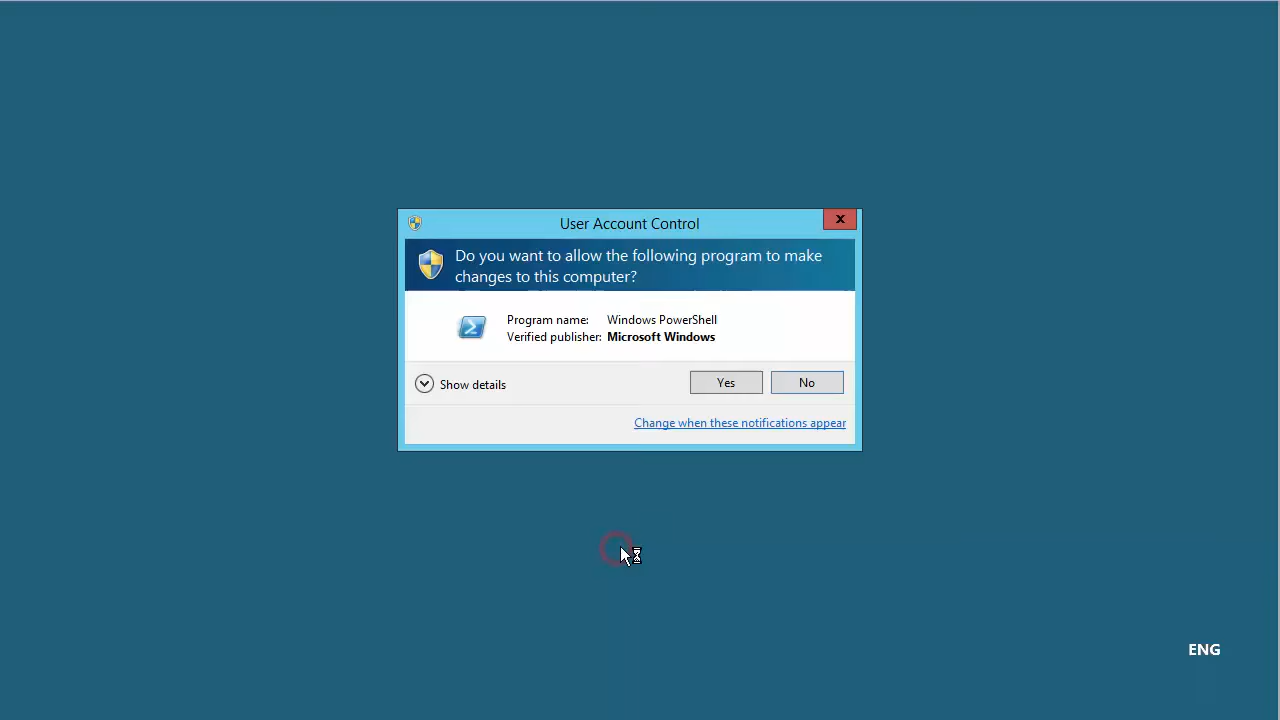 User Account Control
X
Do you want to allow the following program to make
changes to this computer?
Program name: Windows PowerShell
Verified publisher: Microsoft Windows
Show details
Yes
No
Change when these notifications appear
ENG